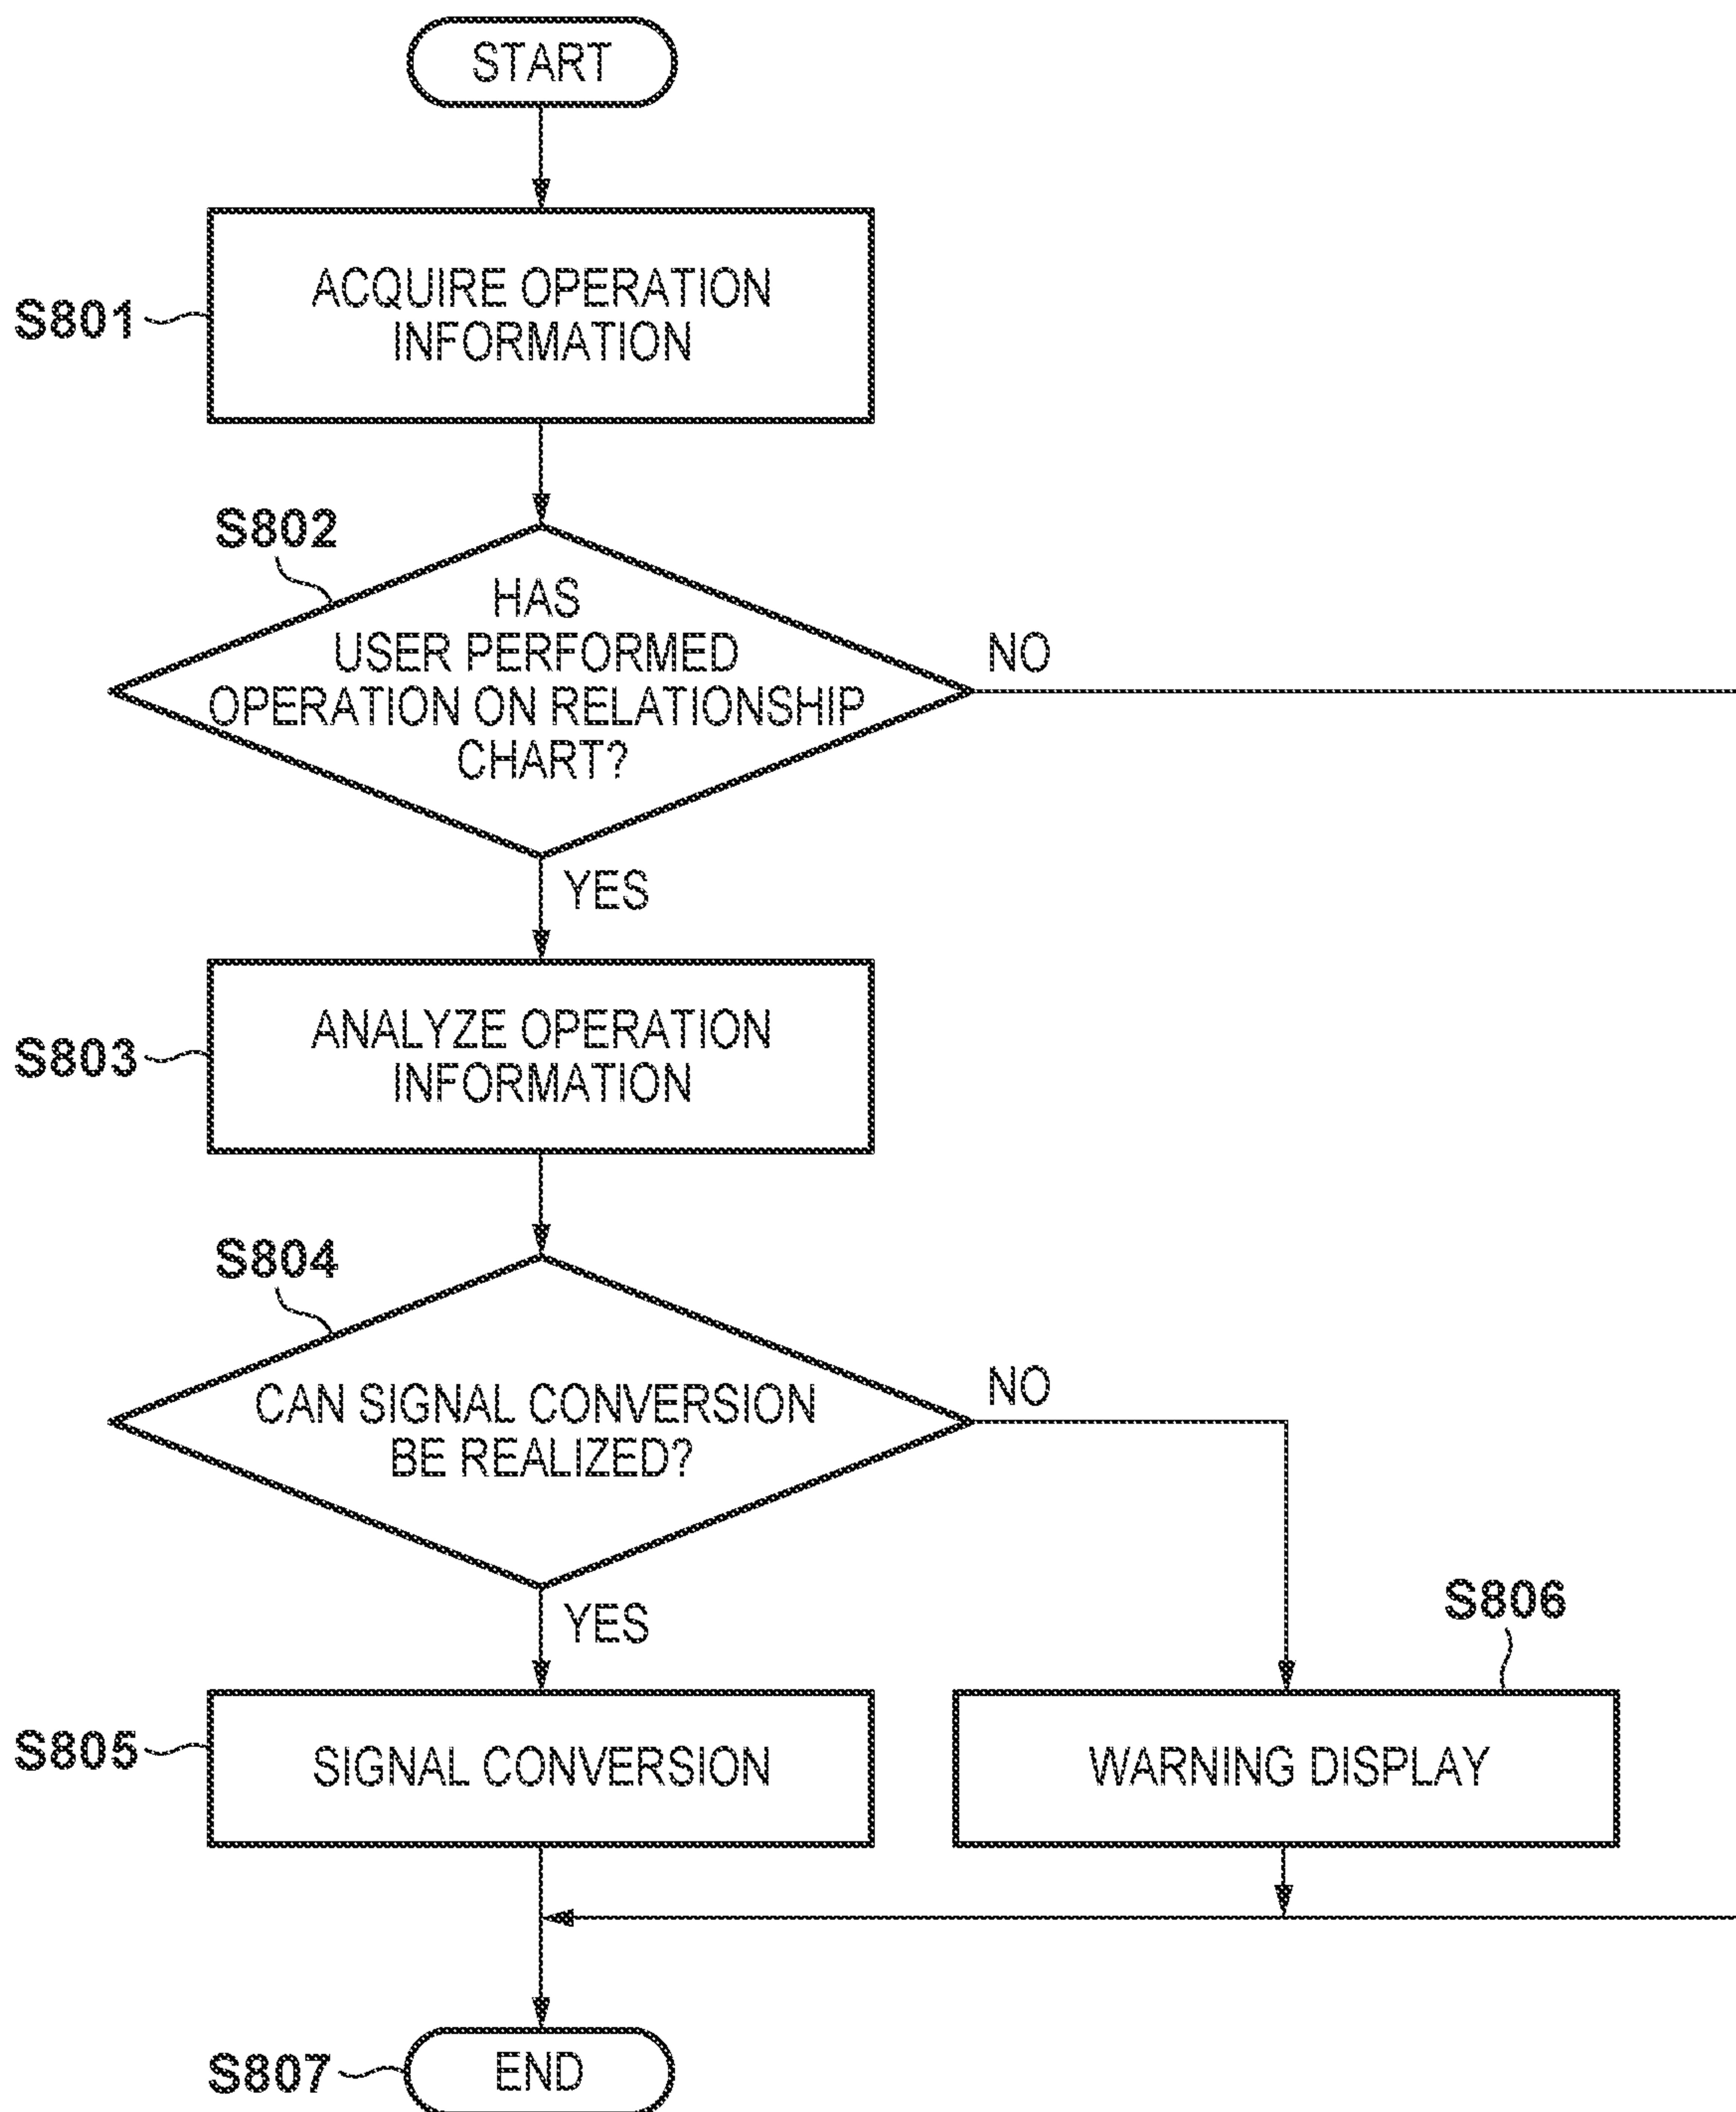 START
S801
ACQUIRE OPERATION
INFORMATION
S802
HAS
USER PERFORMED
OPERATION ON RELATIONSHIP
CHART?
NO
YES
S803
ANALYZE OPERATION
INFORMATION
S804
CAN SIGNAL CONVERSION
BE REALIZED?
NO
YES
S805
SIGNAL CONVERSION
S806
WARNING DISPLAY
S807
END